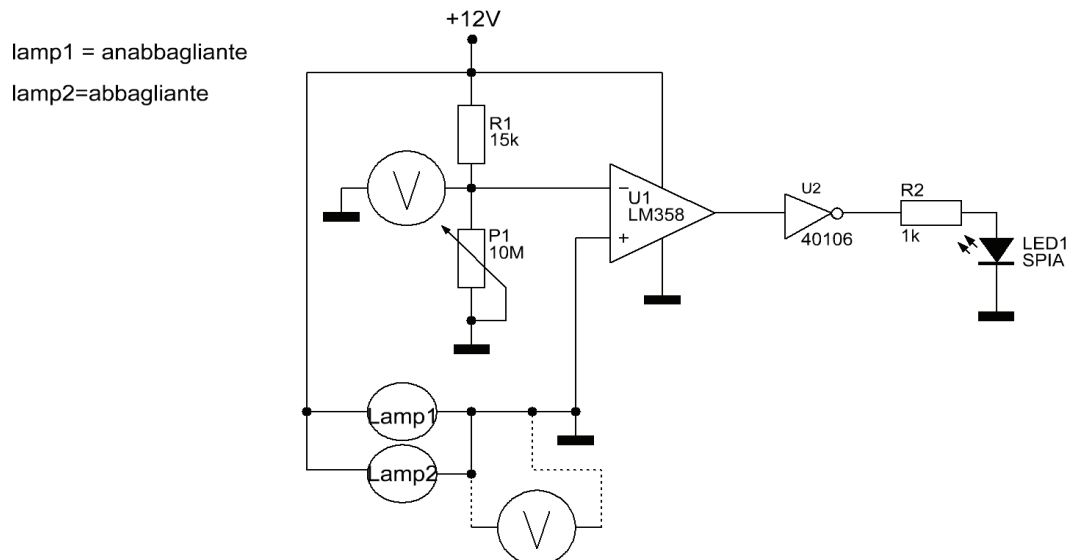 +12V
lamp1 = anabbagliante
lamp2=abbagliante
R1
15k
V
−
U1
LM358
+
P1
10M
U2
40106
R2
1k
LED1
SPIA
Lamp1
Lamp2
V